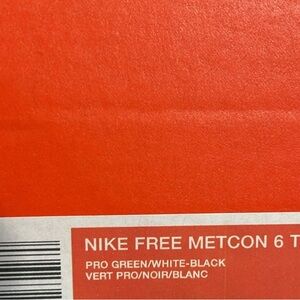 NIKE FREE METCON 6 T
PRO GREEN/WHITE-BLACK
VERT PRO/NOIR/BLANC